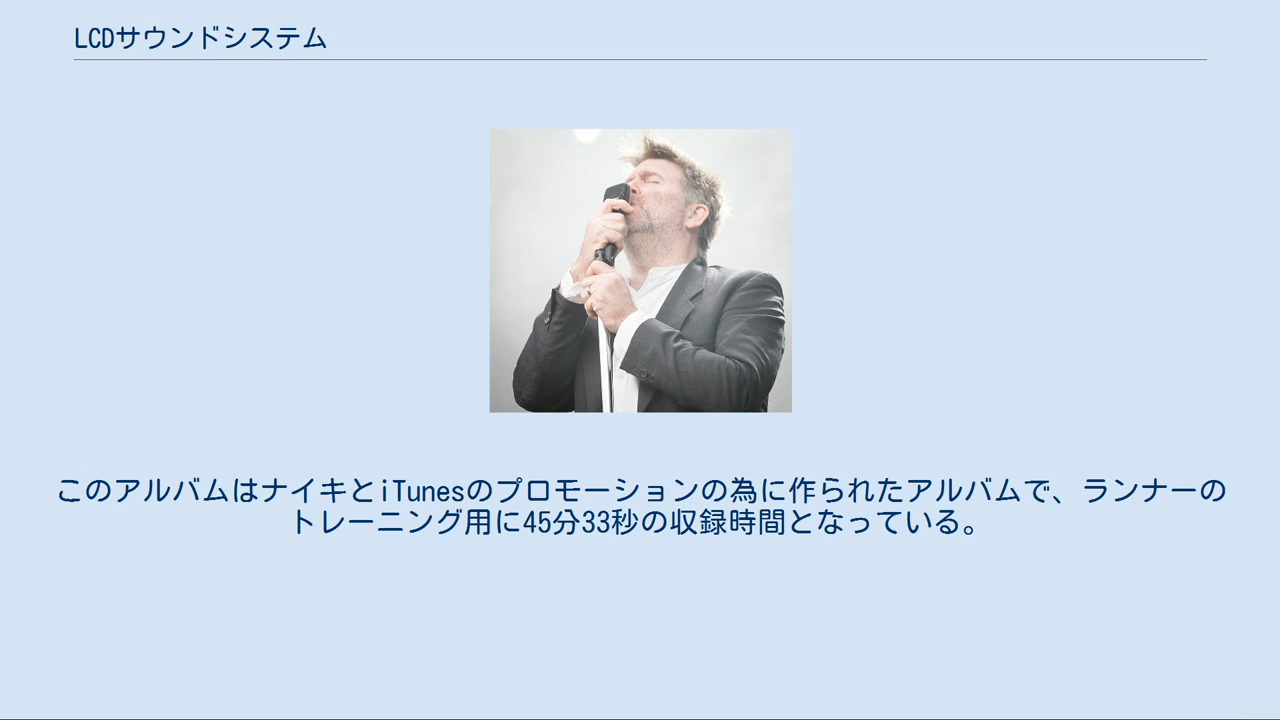 LCDサウンドシステム
このアルバムはナイキとiTunesのプロモーションの為に作られたアルバムで、ランナーの
トレーニング用に45分33秒の収録時間となっている。